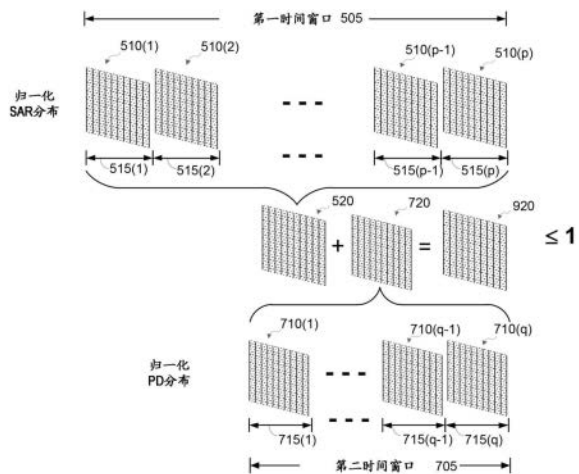 第一时间窗口 505
510(1)
510(2)
510(p-1)
510(p)
归一化
SAR分布
515(1)
515(2)
515(p-1)
515(p)
520
720
920
+
=
≤ 1
710(1)
710(q-1)
710(q)
归一化
PD分布
715(1)
715(q-1)
715(q)
第二时间窗口 705